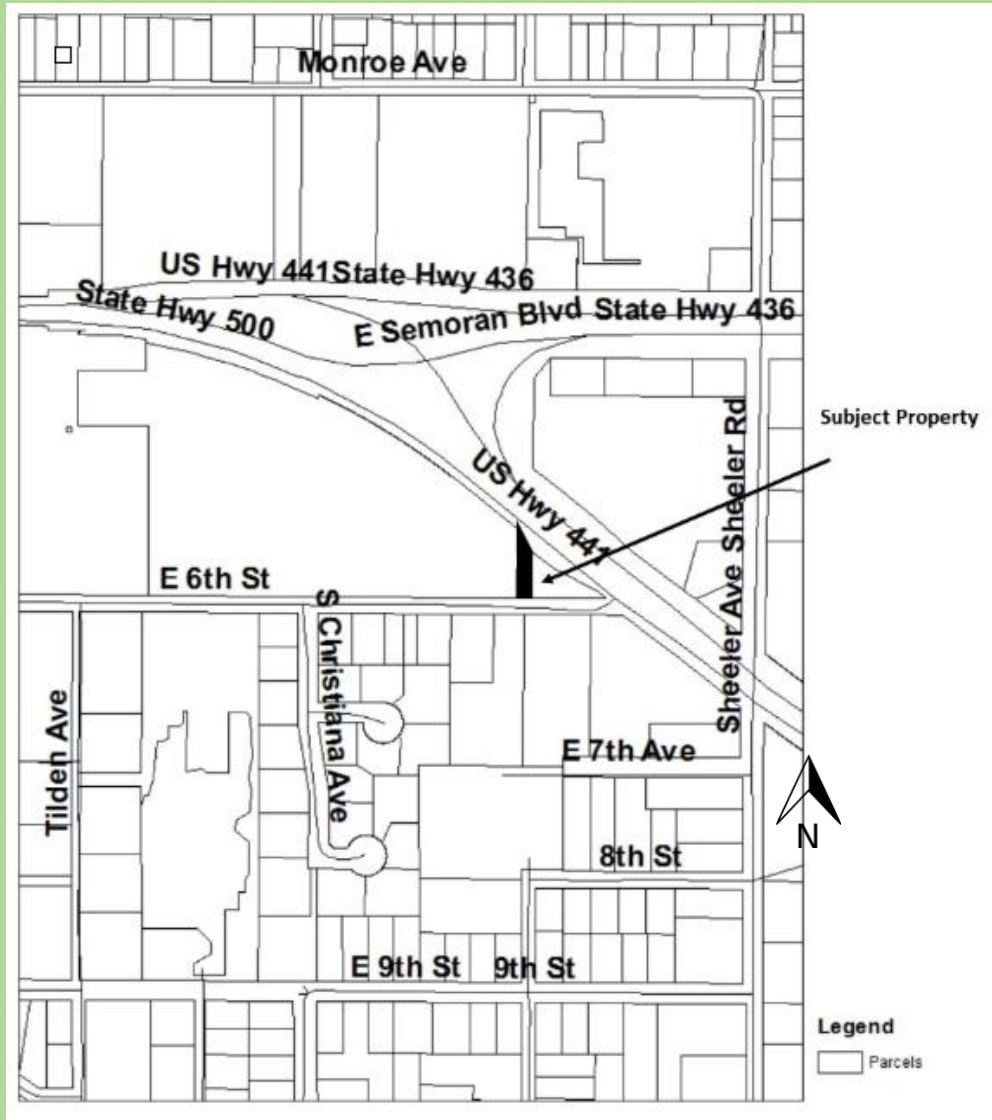 Monroe Ave
US Hwy 441State Hwy 436
State Hwy 500
E Semoran Blvd State Hwy 436
Subject Property
US Hwy 441
Sheeler Ave Sheeler Rd
E 6th St
S Christiana Ave
Tilden Ave
E 7th Ave
N
8th St
E 9th St 9th St
Legend
Parcels